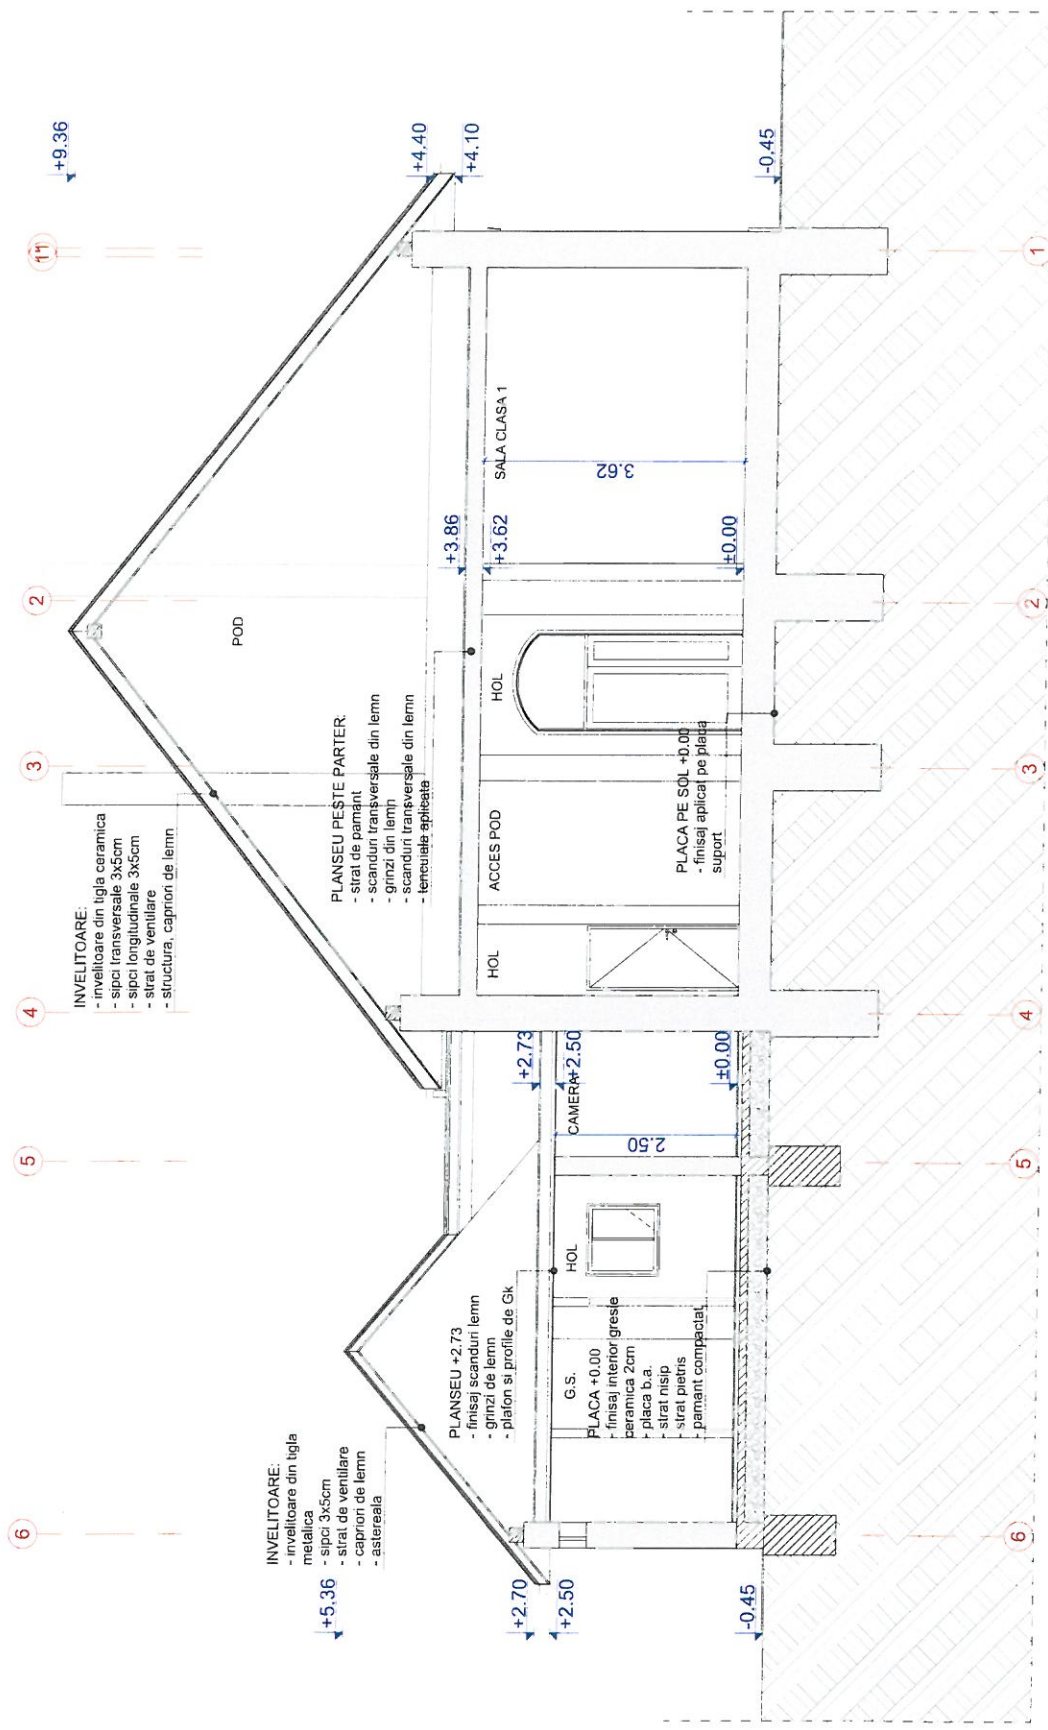 6
5
4
3
2
11
+9.36
INVELITOARE:
- invelitoare din tigla ceramica
- sipci transversale 3x5cm
- sipci longitudinale 3x5cm
- strat de ventilare
- structura, capriori de lemn
POD
INVELITOARE:
- invelitoare din tigla
metalica
- sipci 3x5cm
- strat de ventilare
- capriori de lemn
- astereala
+5.36
PLANSEU PESTE PARTER:
- strat de pamant
- scanduri transversale din lemn
- grinzi din lemn
- scanduri transversale din lemn
- tencuiala aplicata
+4.40
+4.10
PLANSEU +2.73
- finisaj scanduri lemn
- grinzi de lemn
- plafon si profile de Gk
+3.86
+3.62
+2.70
+2.50
+2.73
+2.50
HOL
ACCES POD
HOL
SALA CLASA 1
G.S.
HOL
CAMERA
2.50
3.62
PLACA +0.00
- finisaj interior gresie
ceramica 2cm
- placa b.a.
- strat nisip
- strat pietris
- pamant compactat
PLACA PE SOL +0.00
- finisaj aplicat pe placa
suport
±0.00
±0.00
-0.45
-0.45
6
5
4
3
2
1